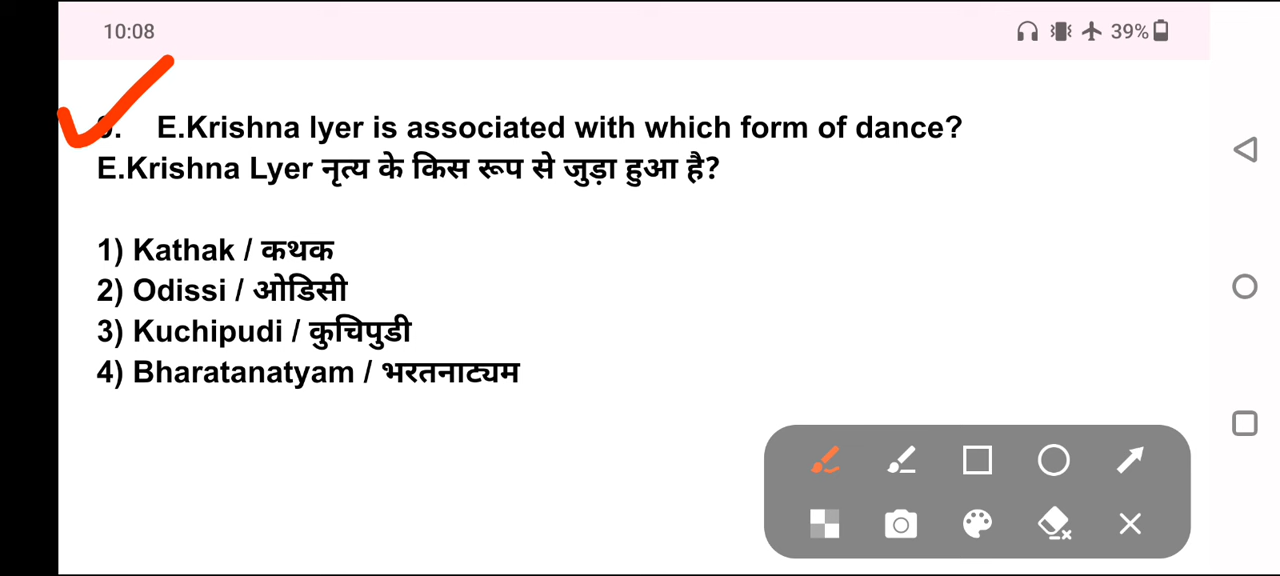 10:08
39%
E.Krishna Iyer is associated with which form of dance?
E.Krishna Lyer नृत्य के किस रूप से जुड़ा हुआ है?
1) Kathak / कथक
2) Odissi / ओडिसी
3) Kuchipudi / कुचिपुडी
4) Bharatanatyam / भरतनाट्यम